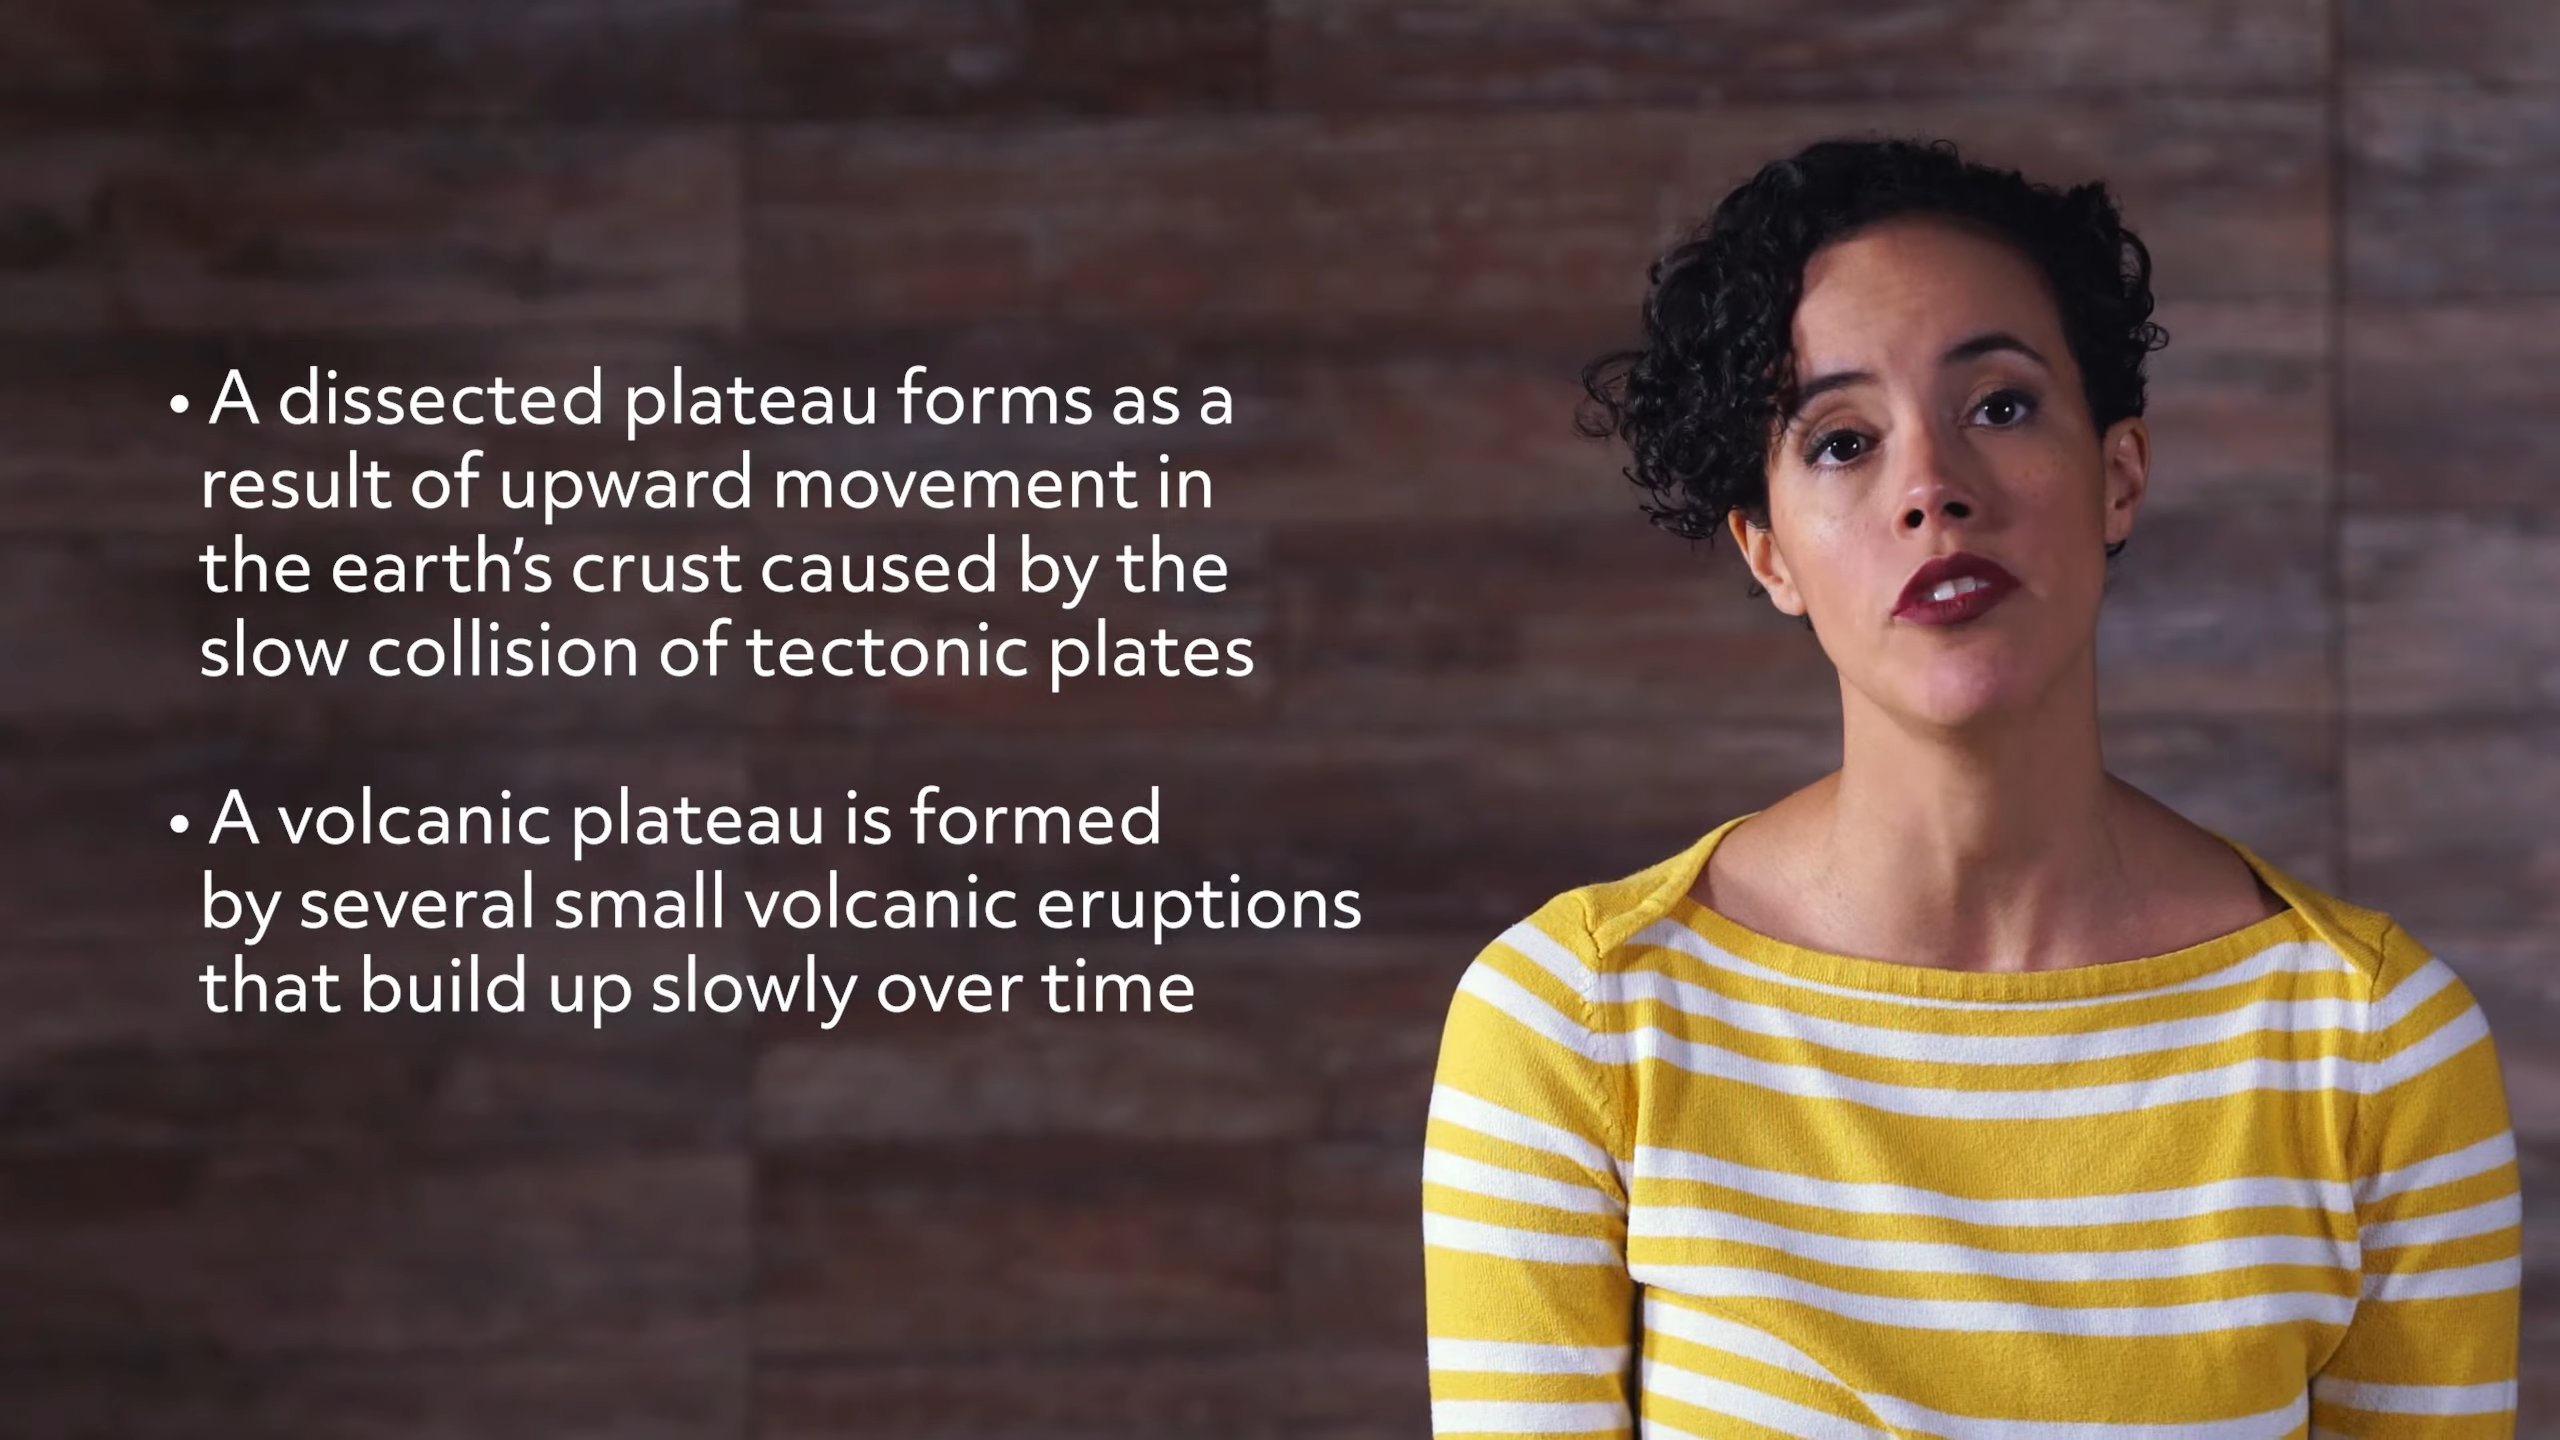 • A dissected plateau forms as a
result of upward movement in
the earth's crust caused by the
slow collision of tectonic plates
• A volcanic plateau is formed
by several small volcanic eruptions
that build up slowly over time